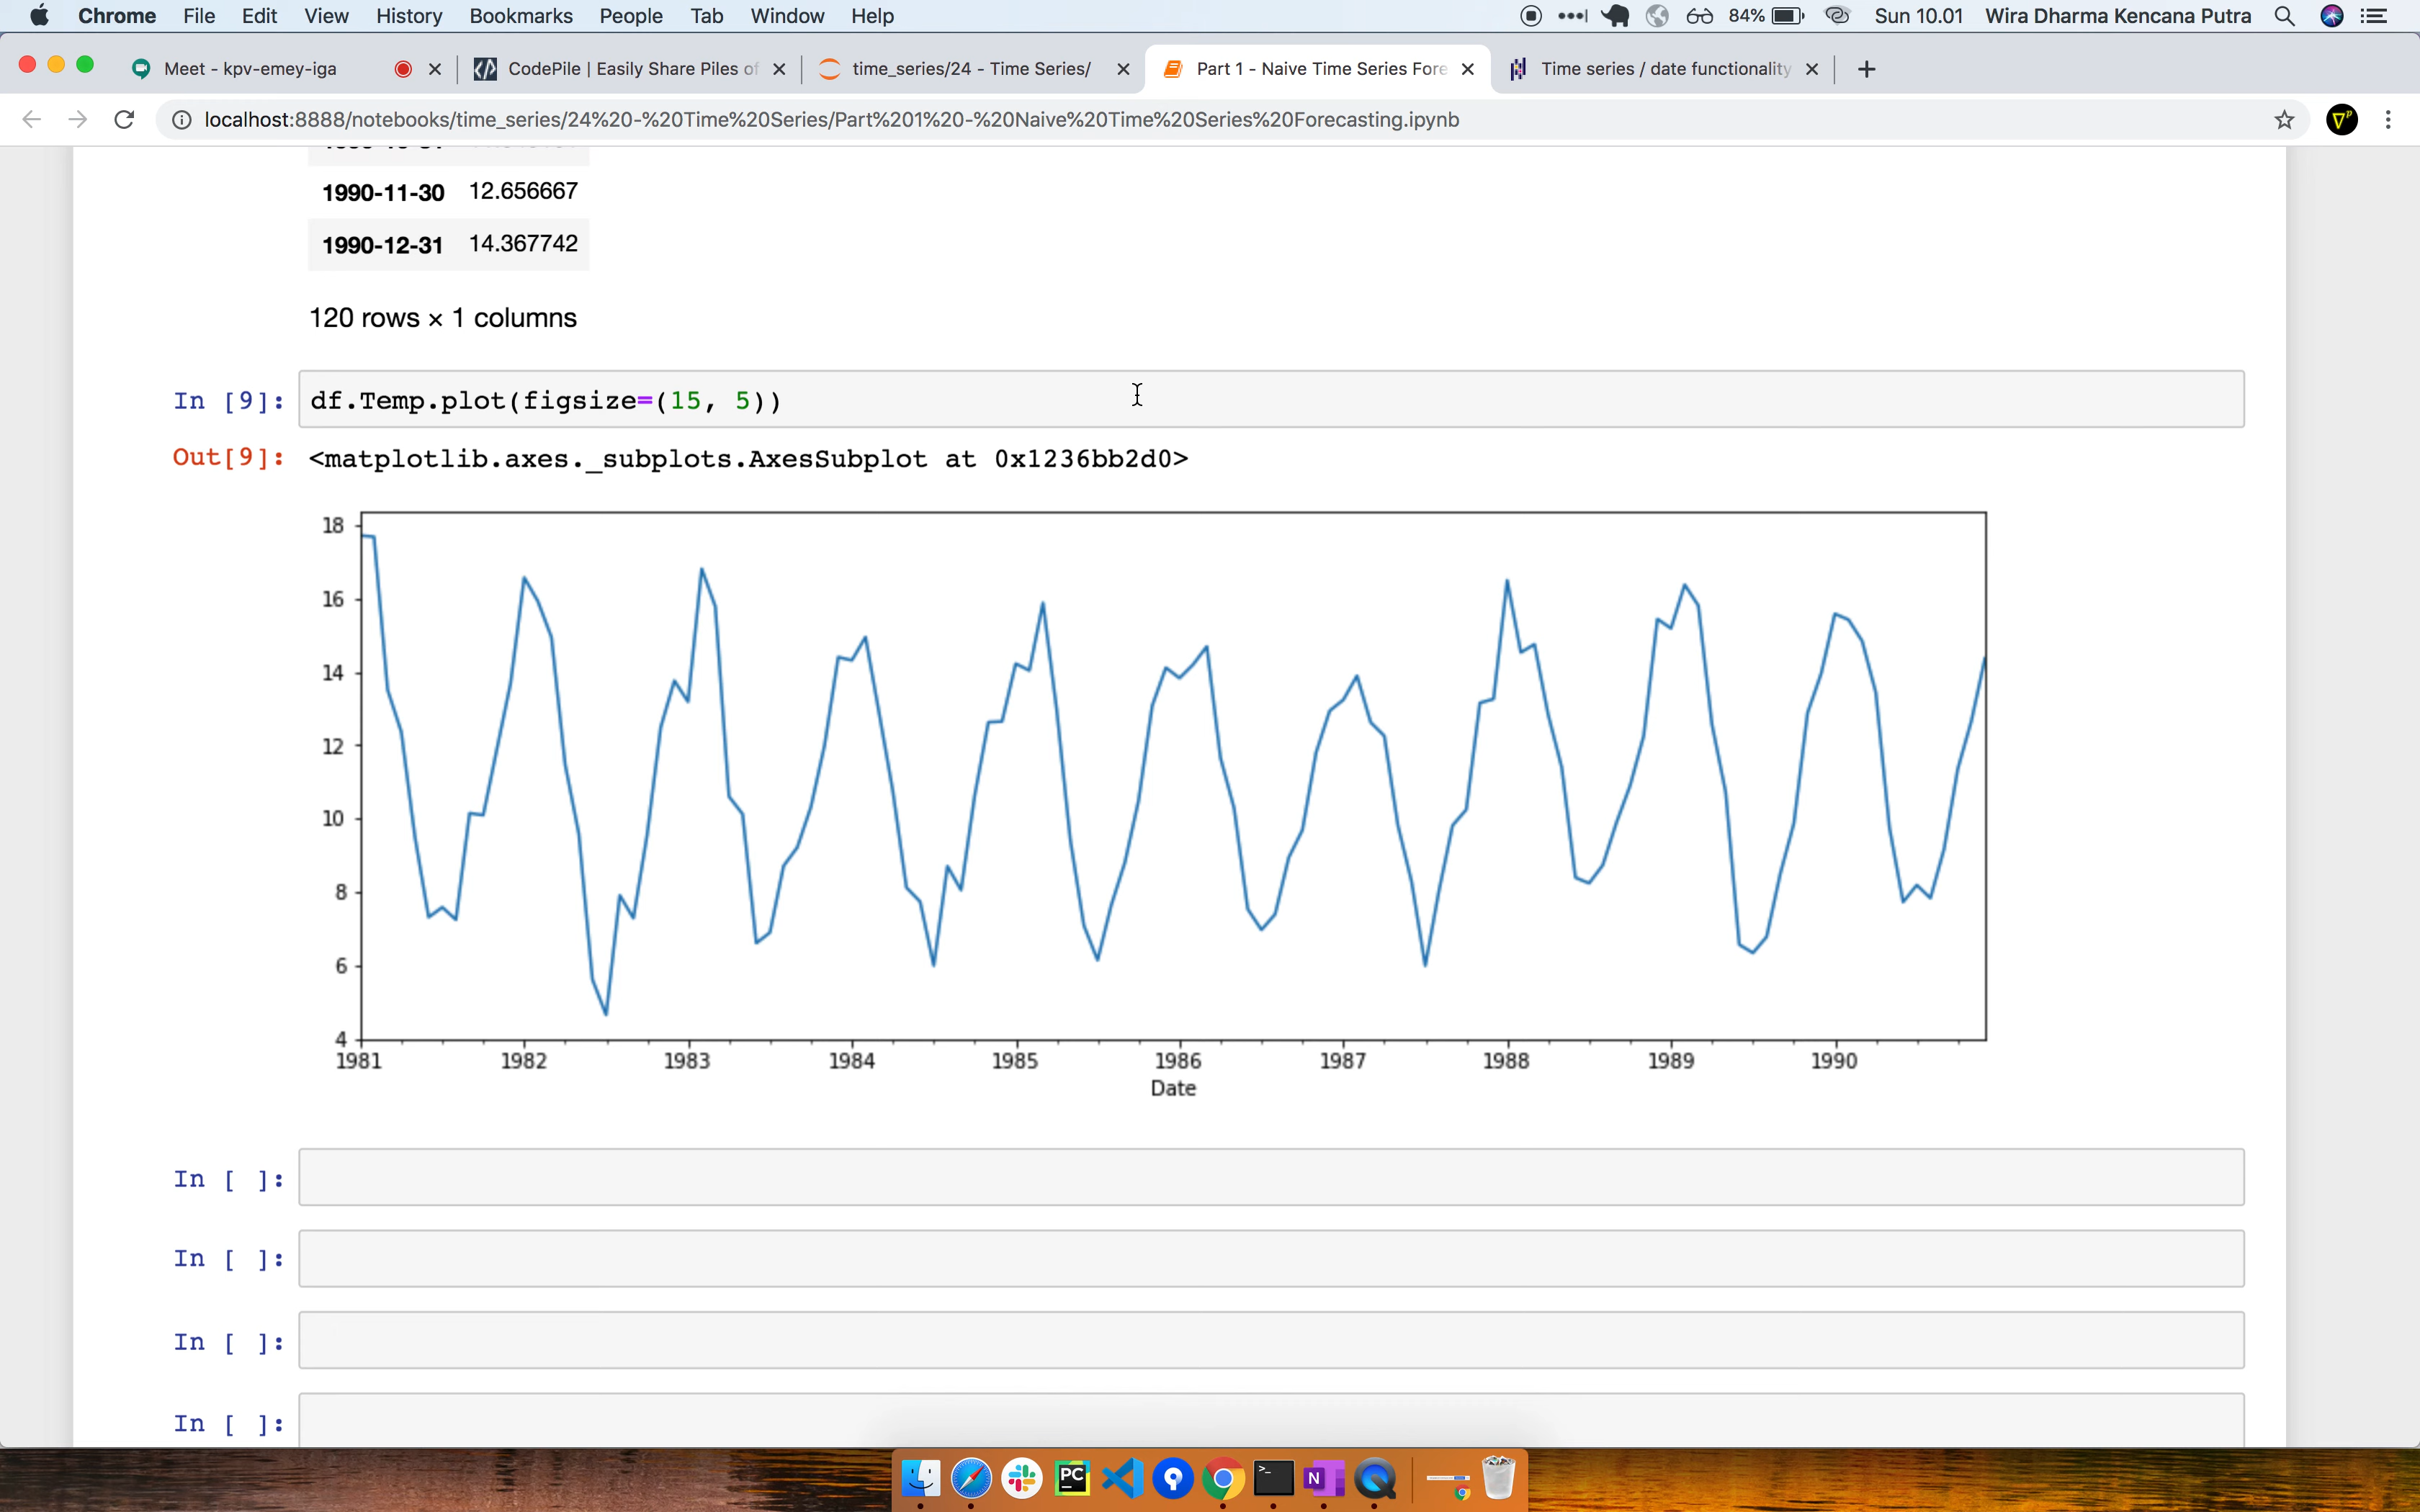 Chrome File Edit View History Bookmarks People Tab Window Help 84% Sun 10.01 Wira Dharma Kencana Putra
Meet - kpv-emey-iga CodePile | Easily Share Piles of time_series/24 - Time Series/ Part 1 - Naive Time Series Fore Time series / date functionality
localhost:8888/notebooks/time_series/24%20-%20Time%20Series/Part%201%20-%20Naive%20Time%20Series%20Forecasting.ipynb
1990-11-30 12.656667
1990-12-31 14.367742
120 rows × 1 columns
In [9]: df.Temp.plot(figsize=(15, 5))
Out[9]: <matplotlib.axes._subplots.AxesSubplot at 0x1236bb2d0>
18
16
14
12
10
8
6
4
1981 1982 1983 1984 1985 1986 1987 1988 1989 1990
Date
In [ ]:
In [ ]:
In [ ]:
In [ ]:
PC >_ N